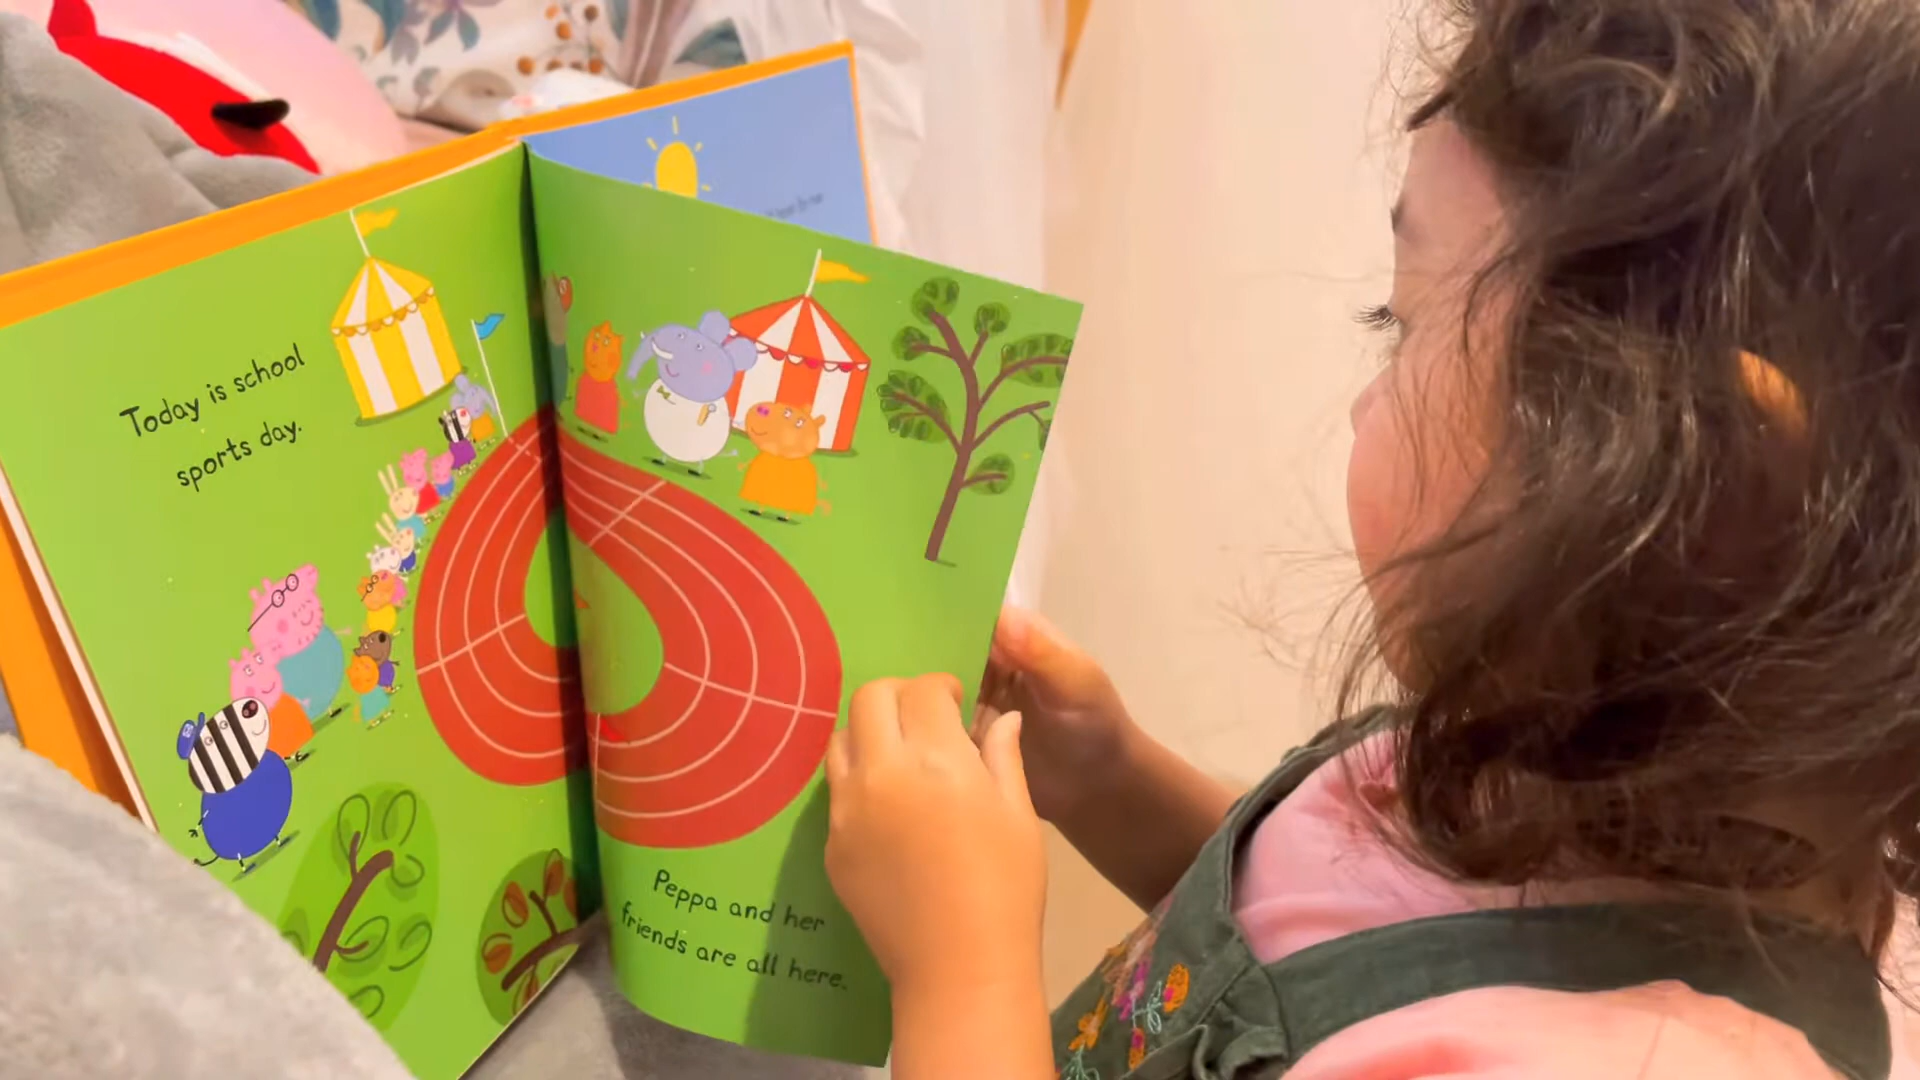 Today is school
sports day.
Peppa and her
friends are all here.